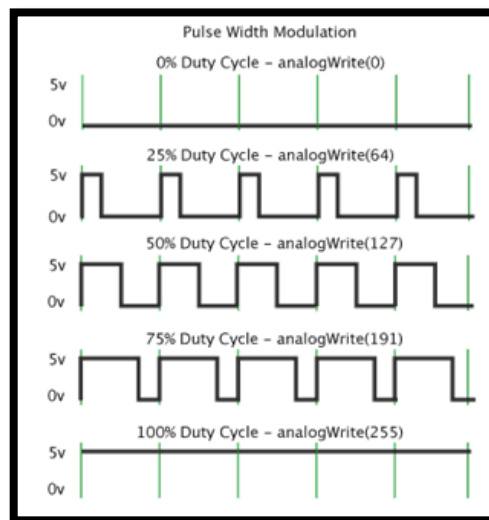 Pulse Width Modulation
0% Duty Cycle – analogWrite(0)
5v
0v
25% Duty Cycle – analogWrite(64)
5v
0v
50% Duty Cycle – analogWrite(127)
5v
0v
75% Duty Cycle – analogWrite(191)
5v
0v
100% Duty Cycle – analogWrite(255)
5v
0v